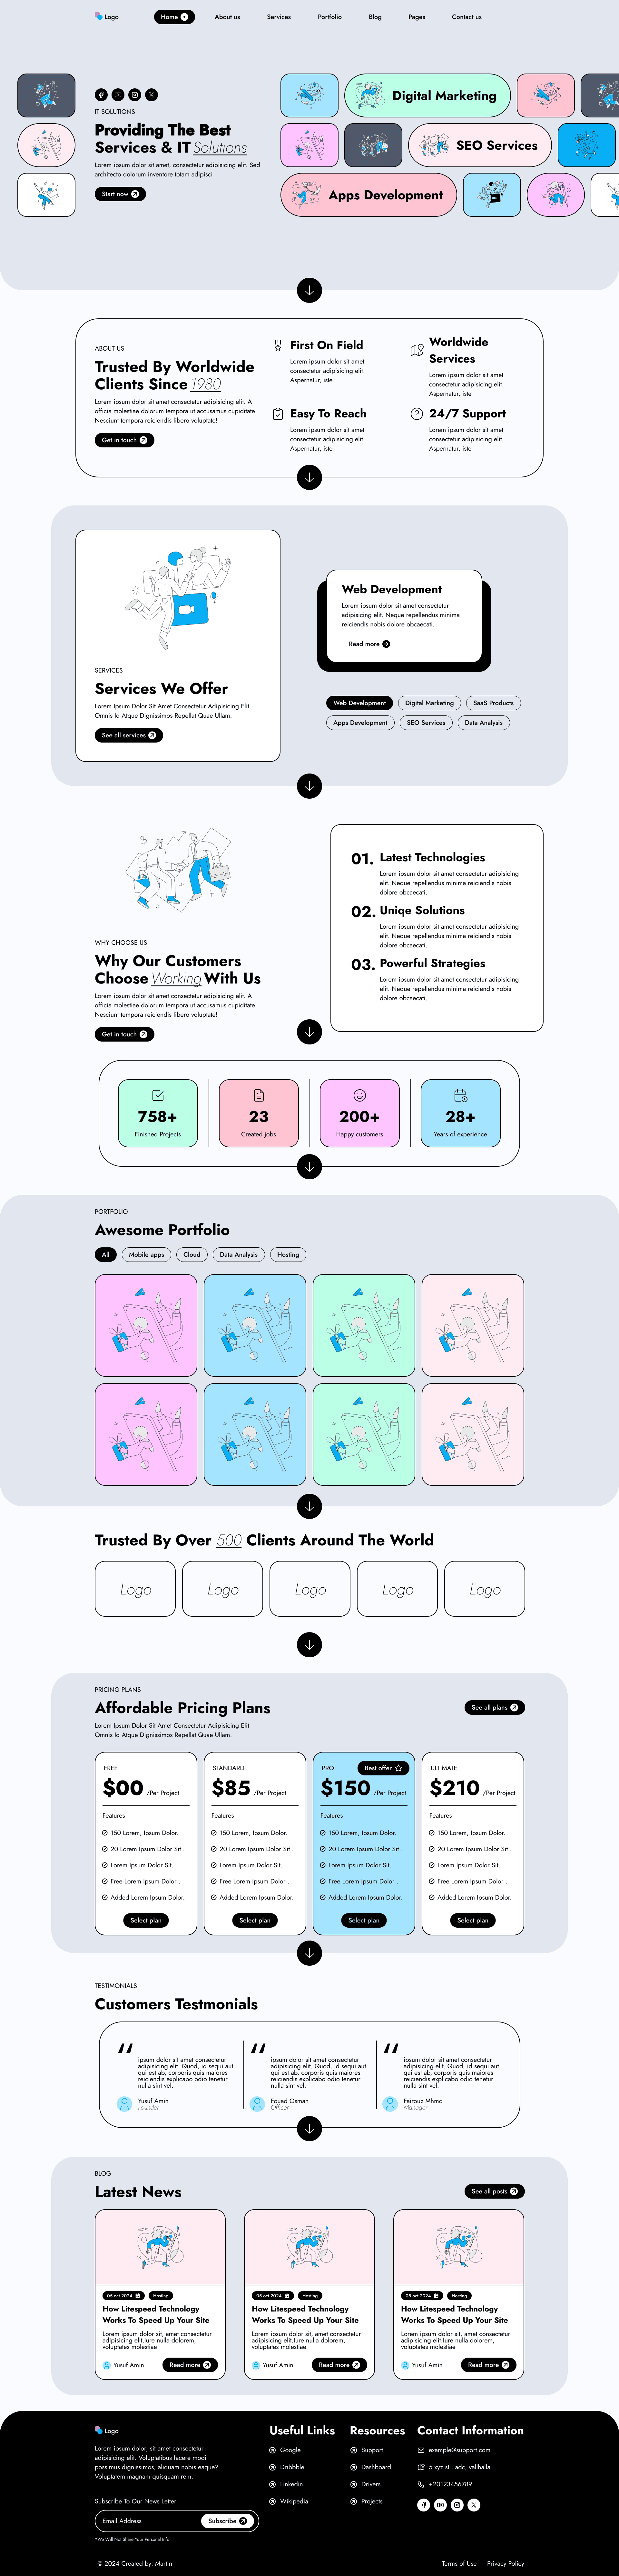 Logo
Home
About us
Services
Portfolio
Blog
Pages
Contact us
IT SOLUTIONS
Providing The Best
Services & IT Solutions
Lorem ipsum dolor sit amet, consectetur adipisicing elit. Sed
architecto dolorum inventore totam adipisci
Start now
Digital Marketing
SEO Services
Apps Development
ABOUT US
Trusted By Worldwide
Clients Since 1980
Lorem ipsum dolor sit amet consectetur adipisicing elit. A
officia molestiae dolorum tempora ut accusamus cupiditate!
Nesciunt tempora reiciendis libero voluptate!
Get in touch
First On Field
Lorem ipsum dolor sit amet
consectetur adipisicing elit.
Aspernatur, iste
Worldwide
Services
Lorem ipsum dolor sit amet
consectetur adipisicing elit.
Aspernatur, iste
Easy To Reach
Lorem ipsum dolor sit amet
consectetur adipisicing elit.
Aspernatur, iste
24/7 Support
Lorem ipsum dolor sit amet
consectetur adipisicing elit.
Aspernatur, iste
SERVICES
Services We Offer
Lorem Ipsum Dolor Sit Amet Consectetur Adipisicing Elit
Omnis Id Atque Dignissimos Repellat Quae Ullam.
See all services
Web Development
Lorem ipsum dolor sit amet consectetur
adipisicing elit. Neque repellendus minima
reiciendis nobis dolore obcaecati.
Read more
Web Development
Digital Marketing
SaaS Products
Apps Development
SEO Services
Data Analysis
WHY CHOOSE US
Why Our Customers
Choose Working With Us
Lorem ipsum dolor sit amet consectetur adipisicing elit. A
officia molestiae dolorum tempora ut accusamus cupiditate!
Nesciunt tempora reiciendis libero voluptate!
Get in touch
01. Latest Technologies
Lorem ipsum dolor sit amet consectetur adipisicing
elit. Neque repellendus minima reiciendis nobis
dolore obcaecati.
02. Uniqe Solutions
Lorem ipsum dolor sit amet consectetur adipisicing
elit. Neque repellendus minima reiciendis nobis
dolore obcaecati.
03. Powerful Strategies
Lorem ipsum dolor sit amet consectetur adipisicing
elit. Neque repellendus minima reiciendis nobis
dolore obcaecati.
758+
Finished Projects
23
Created jobs
200+
Happy customers
28+
Years of experience
PORTFOLIO
Awesome Portfolio
All
Mobile apps
Cloud
Data Analysis
Hosting
Trusted By Over 500 Clients Around The World
Logo
Logo
Logo
Logo
Logo
PRICING PLANS
Affordable Pricing Plans
Lorem Ipsum Dolor Sit Amet Consectetur Adipisicing Elit
Omnis Id Atque Dignissimos Repellat Quae Ullam.
See all plans
FREE
$00 /Per Project
Features
150 Lorem, Ipsum Dolor.
20 Lorem Ipsum Dolor Sit .
Lorem Ipsum Dolor Sit.
Free Lorem Ipsum Dolor .
Added Lorem Ipsum Dolor.
Select plan
STANDARD
$85 /Per Project
Features
150 Lorem, Ipsum Dolor.
20 Lorem Ipsum Dolor Sit .
Lorem Ipsum Dolor Sit.
Free Lorem Ipsum Dolor .
Added Lorem Ipsum Dolor.
Select plan
PRO
Best offer
$150 /Per Project
Features
150 Lorem, Ipsum Dolor.
20 Lorem Ipsum Dolor Sit .
Lorem Ipsum Dolor Sit.
Free Lorem Ipsum Dolor .
Added Lorem Ipsum Dolor.
Select plan
ULTIMATE
$210 /Per Project
Features
150 Lorem, Ipsum Dolor.
20 Lorem Ipsum Dolor Sit .
Lorem Ipsum Dolor Sit.
Free Lorem Ipsum Dolor .
Added Lorem Ipsum Dolor.
Select plan
TESTIMONIALS
Customers Testmonials
ipsum dolor sit amet consectetur
adipisicing elit. Quod, id sequi aut
qui est ab, corporis quis maiores
reiciendis explicabo odio tenetur
nulla sint vel.
Yusuf Amin
Founder
ipsum dolor sit amet consectetur
adipisicing elit. Quod, id sequi aut
qui est ab, corporis quis maiores
reiciendis explicabo odio tenetur
nulla sint vel.
Fouad Osman
Officer
ipsum dolor sit amet consectetur
adipisicing elit. Quod, id sequi aut
qui est ab, corporis quis maiores
reiciendis explicabo odio tenetur
nulla sint vel.
Fairouz Mhmd
Manager
BLOG
Latest News
See all posts
05 oct 2024
Hosting
How Litespeed Technology
Works To Speed Up Your Site
Lorem ipsum dolor sit, amet consectetur
adipisicing elit.Iure nulla dolorem,
voluptates molestiae
Yusuf Amin
Read more
05 oct 2024
Hosting
How Litespeed Technology
Works To Speed Up Your Site
Lorem ipsum dolor sit, amet consectetur
adipisicing elit.Iure nulla dolorem,
voluptates molestiae
Yusuf Amin
Read more
05 oct 2024
Hosting
How Litespeed Technology
Works To Speed Up Your Site
Lorem ipsum dolor sit, amet consectetur
adipisicing elit.Iure nulla dolorem,
voluptates molestiae
Yusuf Amin
Read more
Logo
Lorem ipsum dolor, sit amet consectetur
adipisicing elit. Voluptatibus facere modi
possimus dignissimos, aliquam nobis eaque?
Voluptatem magnam quisquam rem.
Subscribe To Our News Letter
Email Address
Subscribe
*We Will Not Share Your Personal Info
Useful Links
Google
Dribbble
Linkedin
Wikipedia
Resources
Support
Dashboard
Drivers
Projects
Contact Information
example@support.com
5 xyz st., adc, vallhalla
+20123456789
© 2024 Created by: Martin
Terms of Use
Privacy Policy